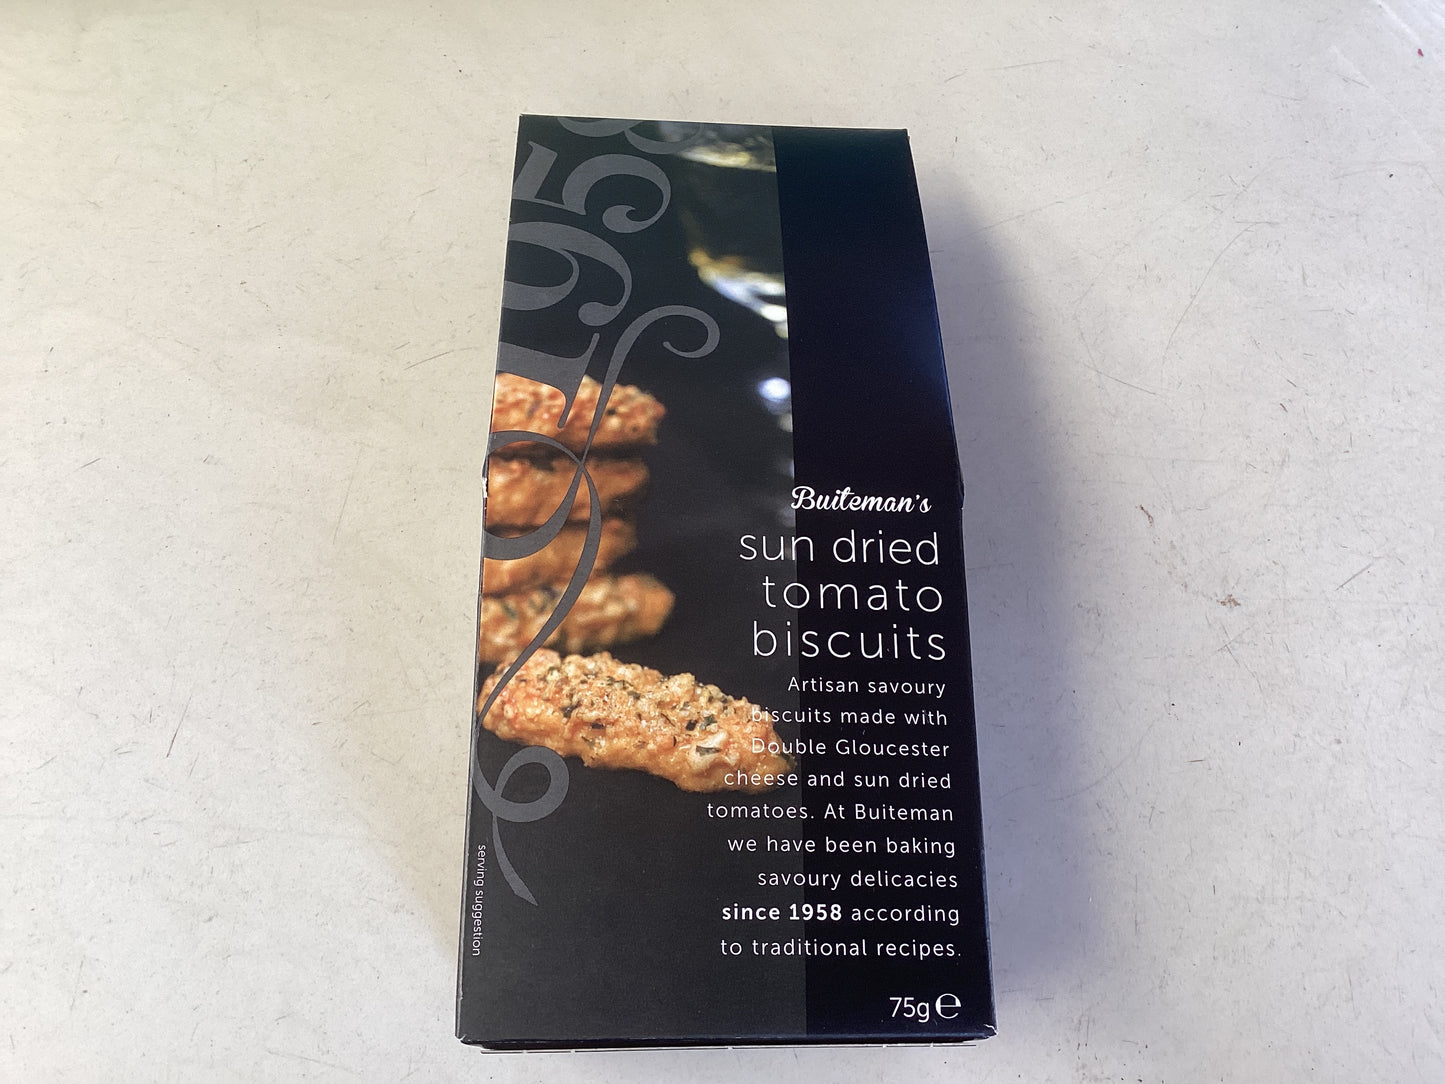 1958
Buiteman's
sun dried
tomato
biscuits
Artisan savoury
biscuits made with
Double Gloucester
cheese and sun dried
tomatoes. At Buiteman
we have been baking
savoury delicacies
since 1958 according
to traditional recipes.
serving suggestion
75g ℮